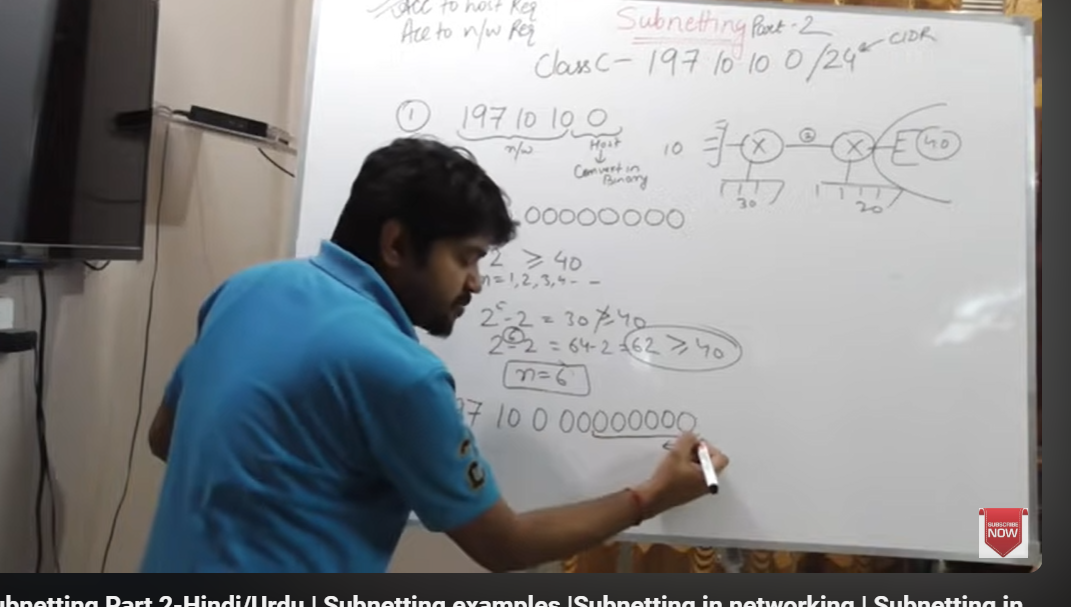 Acc to host Req
Acc to n/w Req
Subnetting Part-2
Class C - 197 10 10 0 /24 ← CIDR
① 197 10 10 0
n/w
Host
↓
Convert in
Binary
10
X
2
X
E 40
30
20
.00000000
2 ≥ 40
n=1,2,3,4- -
-2 = 30 ≱ 40
2⁶-2 = 64-2 = 62 ≥ 40
n=6
97 10 0 00000000
SUBSCRIBE
NOW
ubnetting Part 2-Hindi/Urdu | Subnetting examples |Subnetting in networking | Subnetting in